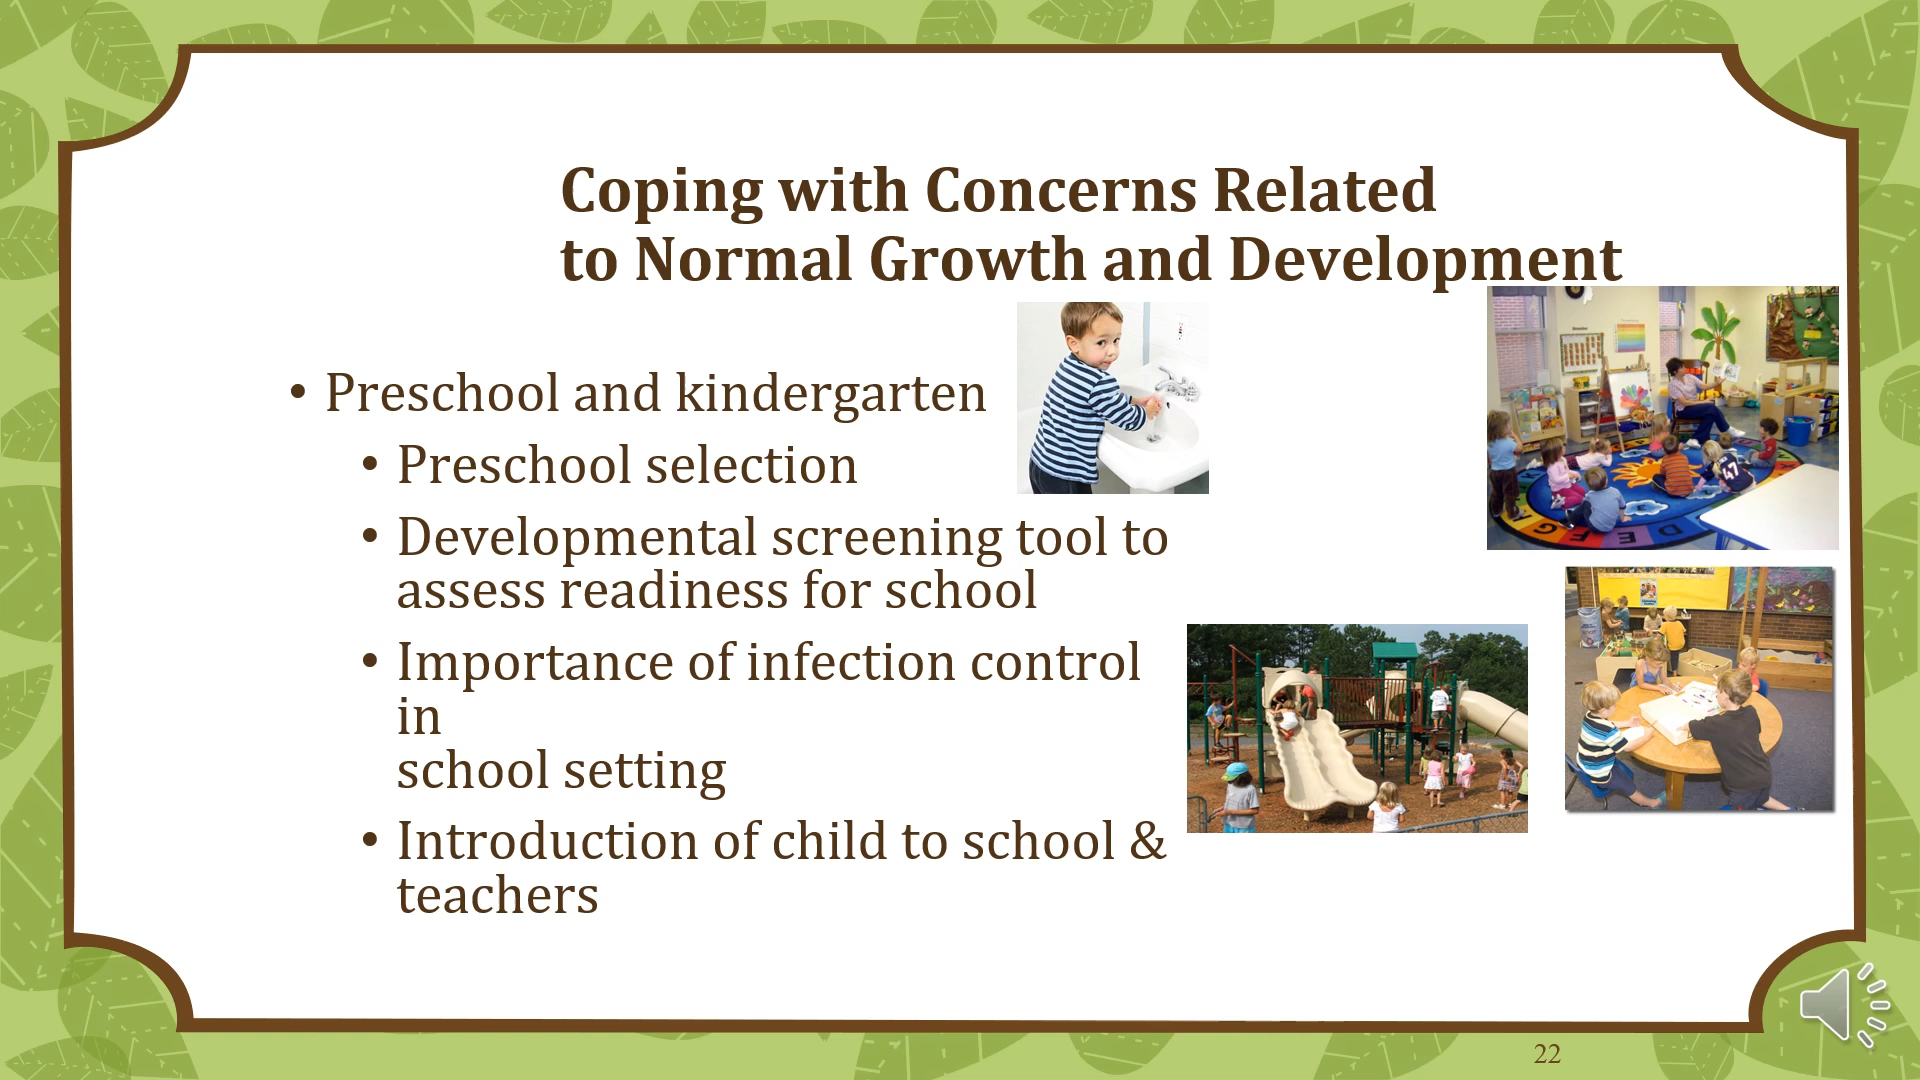 Coping with Concerns Related
to Normal Growth and Development
• Preschool and kindergarten
• Preschool selection
• Developmental screening tool to
assess readiness for school
• Importance of infection control
in
school setting
• Introduction of child to school &
teachers
47
22